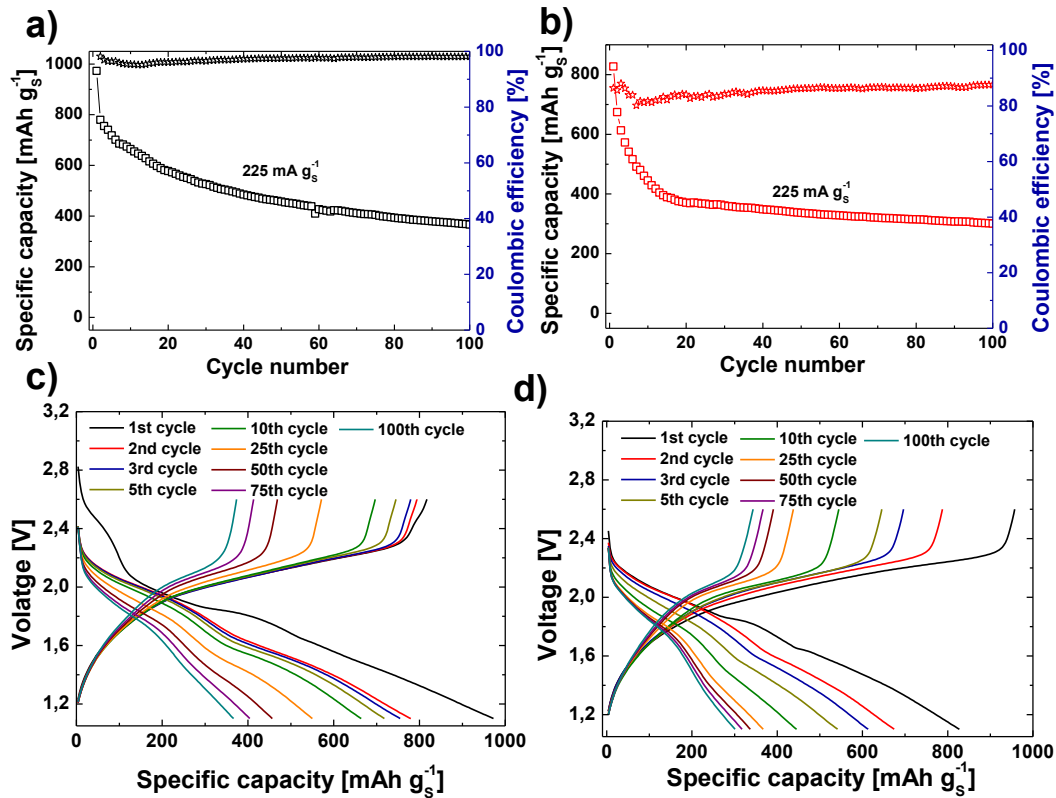 a)
Specific capacity [mAh g_S^-1]
1000
800
600
400
200
0
225 mA g_S^-1
0 20 40 60 80 100
Cycle number
100
80
60
40
20
0
Coulombic efficiency [%]
b)
Specific capacity [mAh g_S^-1]
800
600
400
200
0
225 mA g_S^-1
0 20 40 60 80 100
Cycle number
100
80
60
40
20
0
Coulombic efficiency [%]
c)
Volatge [V]
3,2
2,8
2,4
2,0
1,6
1,2
1st cycle 10th cycle 100th cycle
2nd cycle 25th cycle
3rd cycle 50th cycle
5th cycle 75th cycle
0 200 400 600 800 1000
Specific capacity [mAh g_S^-1]
d)
Voltage [V]
3,2
2,8
2,4
2,0
1,6
1,2
1st cycle 10th cycle 100th cycle
2nd cycle 25th cycle
3rd cycle 50th cycle
5th cycle 75th cycle
0 200 400 600 800 1000
Specific capacity [mAh g_S^-1]